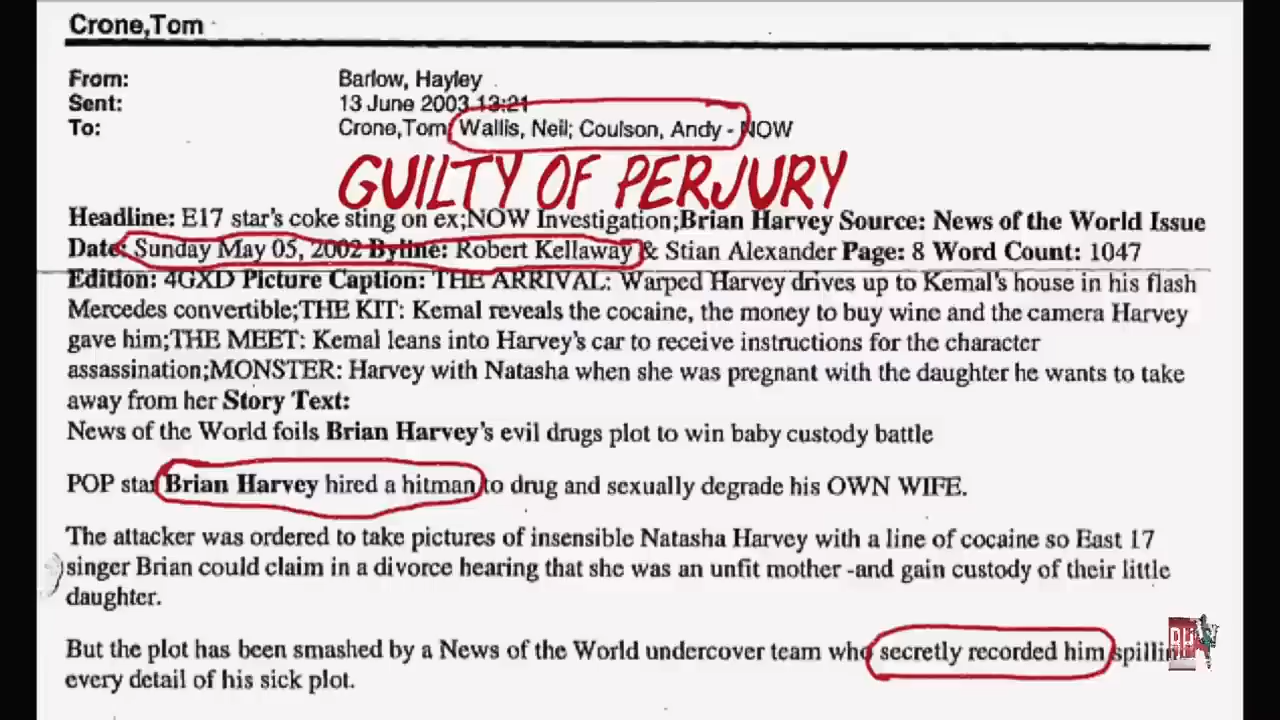 Crone,Tom
From: Barlow, Hayley
Sent: 13 June 2003 13:21
To: Crone,Tom; Wallis, Neil; Coulson, Andy - NOW
GUILTY OF PERJURY
Headline: E17 star's coke sting on ex;NOW Investigation;Brian Harvey Source: News of the World Issue
Date: Sunday May 05, 2002 Byline: Robert Kellaway & Stian Alexander Page: 8 Word Count: 1047
Edition: 4GXD Picture Caption: THE ARRIVAL: Warped Harvey drives up to Kemal's house in his flash
Mercedes convertible;THE KIT: Kemal reveals the cocaine, the money to buy wine and the camera Harvey
gave him;THE MEET: Kemal leans into Harvey's car to receive instructions for the character
assassination;MONSTER: Harvey with Natasha when she was pregnant with the daughter he wants to take
away from her Story Text:
News of the World foils Brian Harvey's evil drugs plot to win baby custody battle
POP star Brian Harvey hired a hitman to drug and sexually degrade his OWN WIFE.
The attacker was ordered to take pictures of insensible Natasha Harvey with a line of cocaine so East 17
singer Brian could claim in a divorce hearing that she was an unfit mother -and gain custody of their little
daughter.
But the plot has been smashed by a News of the World undercover team who secretly recorded him spillin
every detail of his sick plot.